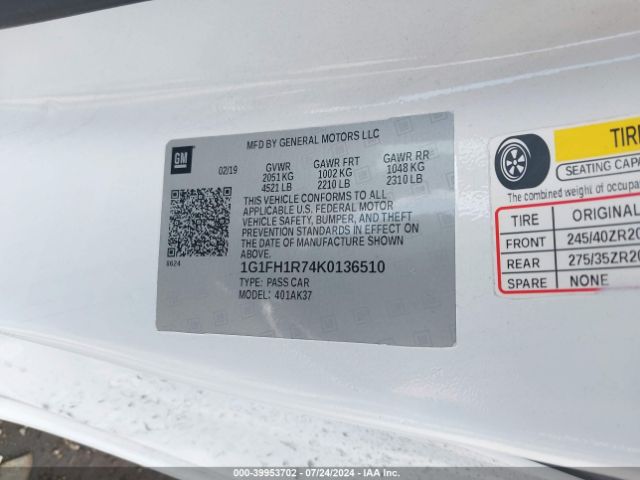 MFD BY GENERAL MOTORS LLC
GM
02/19 GVWR GAWR FRT GAWR RR
2051 KG 1002 KG 1048 KG
4521 LB 2210 LB 2310 LB
THIS VEHICLE CONFORMS TO ALL
APPLICABLE U.S. FEDERAL MOTOR
VEHICLE SAFETY, BUMPER, AND THEFT
PREVENTION STANDARDS IN EFFECT ON
THE DATE OF MANUFACTURE SHOWN
ABOVE.
8624
1G1FH1R74K0136510
TYPE: PASS CAR
MODEL: 401AK37
TIRE
SEATING CAPA
The combined weight of occupa
TIRE ORIGINAL
FRONT 245/40ZR20
REAR 275/35ZR20
SPARE NONE
000-39953702 - 07/24/2024 - IAA Inc.